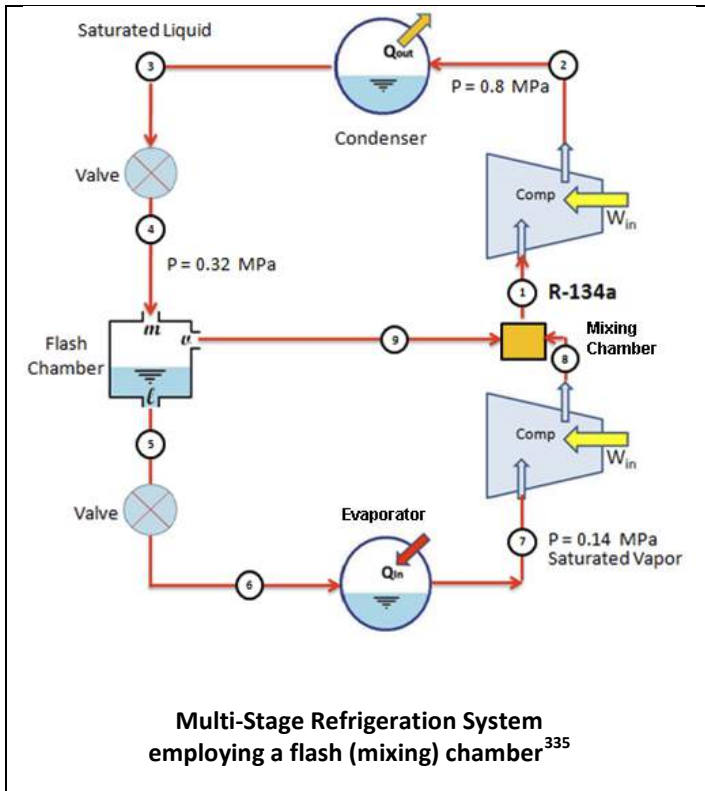 Saturated Liquid
3
Qout
2
P = 0.8 MPa
Condenser
Valve
Comp
Win
4
P = 0.32 MPa
1
R-134a
m
v
9
Mixing
Chamber
Flash
Chamber
8
l
5
Comp
Win
Valve
Evaporator
7
P = 0.14 MPa
Saturated Vapor
Qin
6
Multi-Stage Refrigeration System
employing a flash (mixing) chamber335